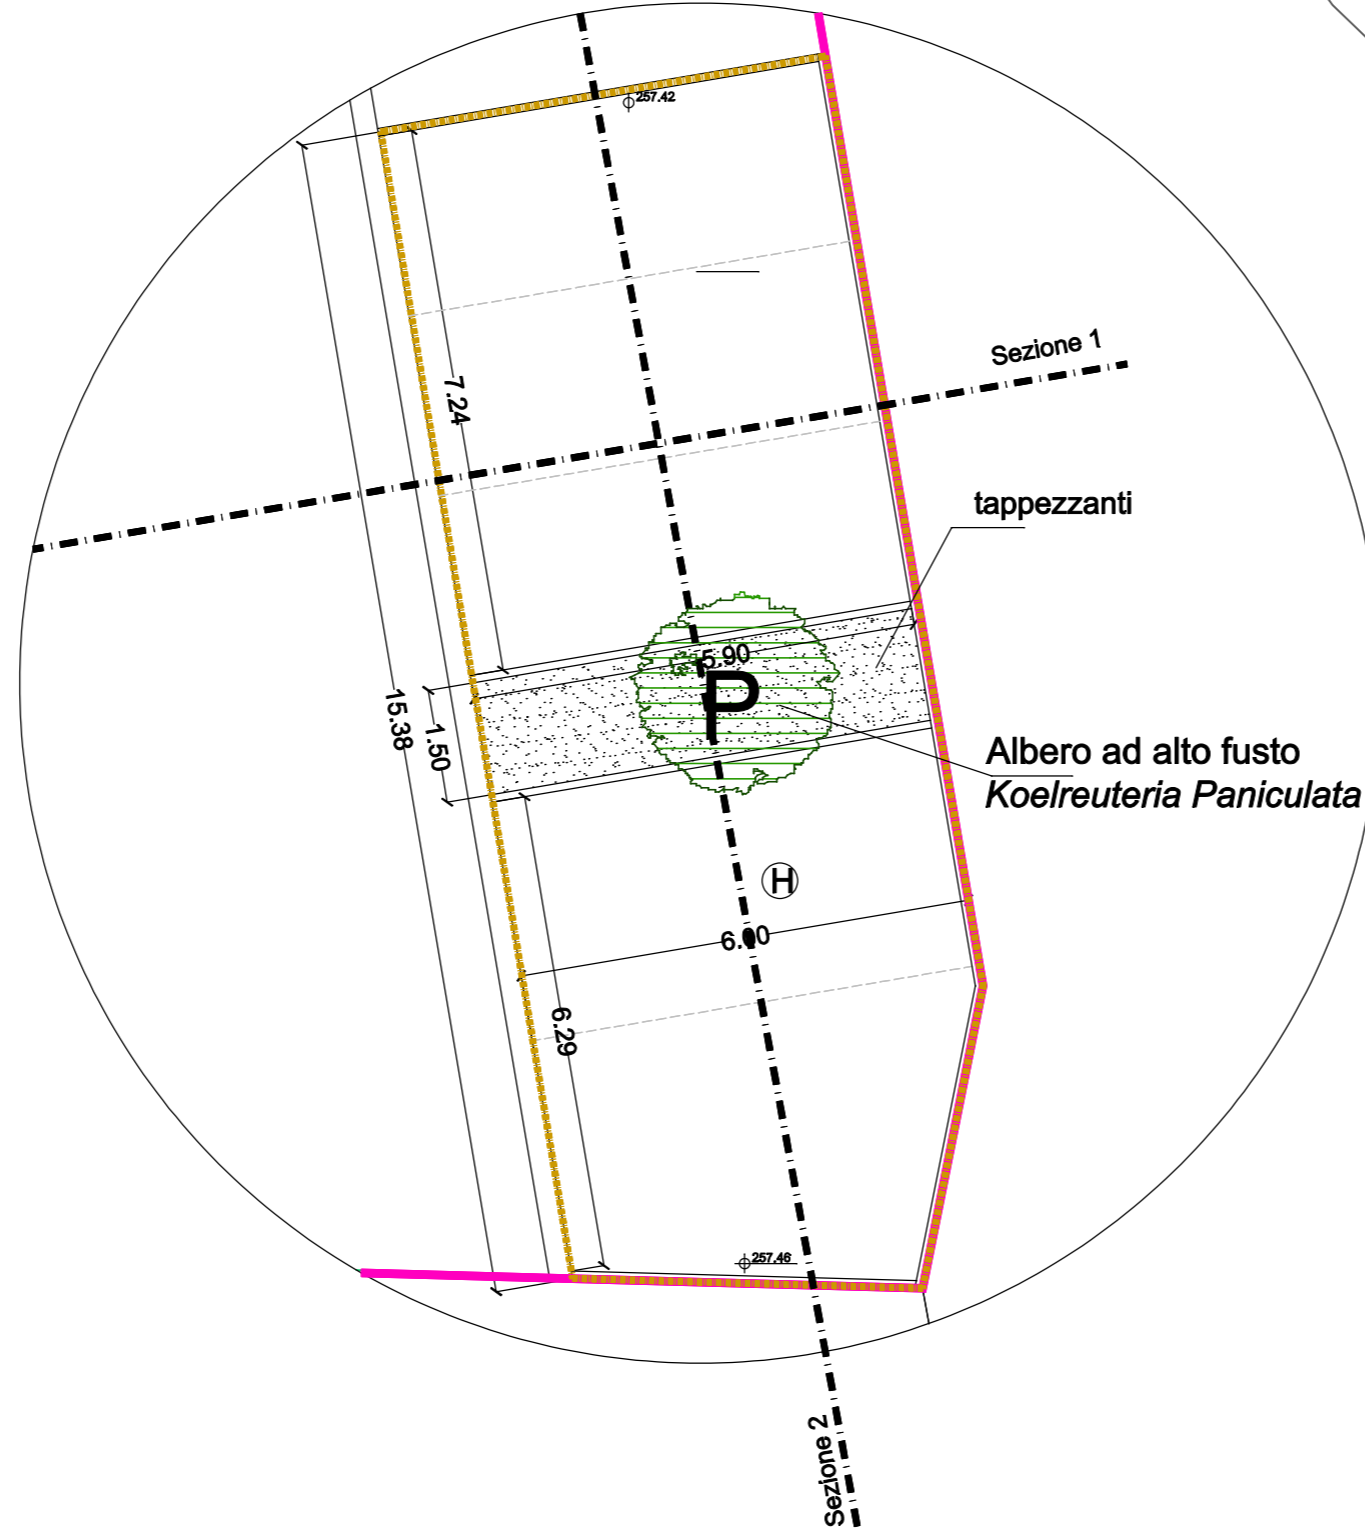 257.42
Sezione 1
7.24
tappezzanti
5.90
P
15.38
1.50
Albero ad alto fusto
Koelreuteria Paniculata
H
6.00
6.29
257.46
Sezione 2